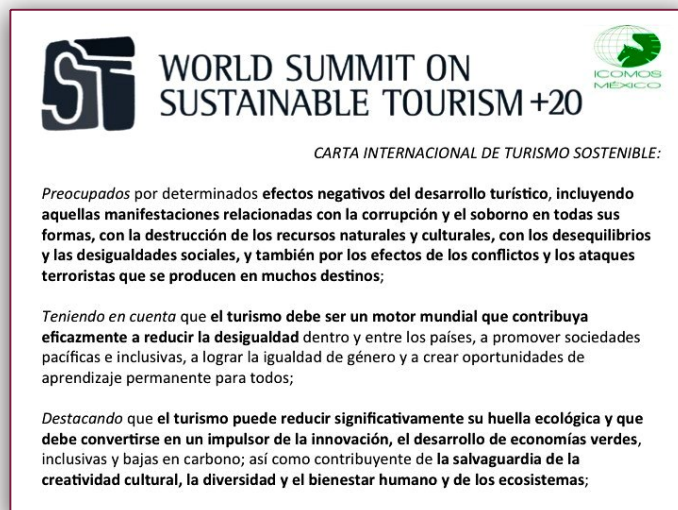 ST
WORLD SUMMIT ON
SUSTAINABLE TOURISM +20
ICOMOS
MÉXICO
CARTA INTERNACIONAL DE TURISMO SOSTENIBLE:
Preocupados por determinados efectos negativos del desarrollo turístico, incluyendo
aquellas manifestaciones relacionadas con la corrupción y el soborno en todas sus
formas, con la destrucción de los recursos naturales y culturales, con los desequilibrios
y las desigualdades sociales, y también por los efectos de los conflictos y los ataques
terroristas que se producen en muchos destinos;
Teniendo en cuenta que el turismo debe ser un motor mundial que contribuya
eficazmente a reducir la desigualdad dentro y entre los países, a promover sociedades
pacíficas e inclusivas, a lograr la igualdad de género y a crear oportunidades de
aprendizaje permanente para todos;
Destacando que el turismo puede reducir significativamente su huella ecológica y que
debe convertirse en un impulsor de la innovación, el desarrollo de economías verdes,
inclusivas y bajas en carbono; así como contribuyente de la salvaguardia de la
creatividad cultural, la diversidad y el bienestar humano y de los ecosistemas;